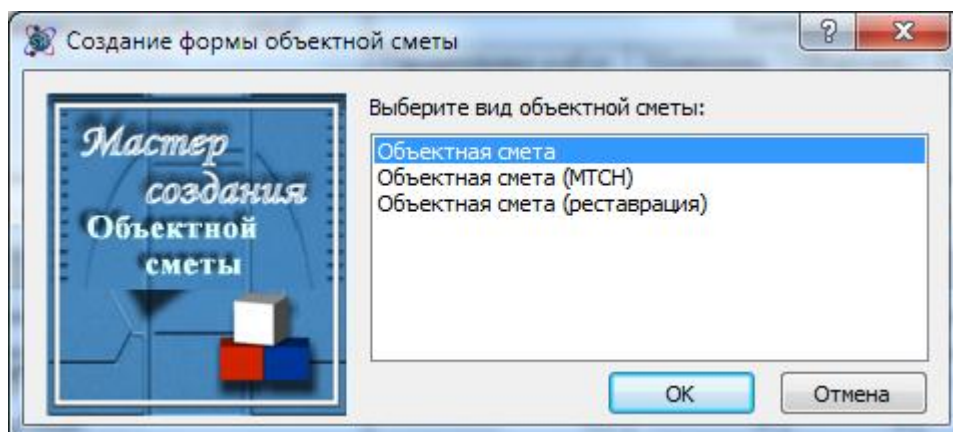 Создание формы объектной сметы
?
Мастер
создания
Объектной
сметы
Выберите вид объектной сметы:
Объектная смета
Объектная смета (МТСН)
Объектная смета (реставрация)
OK
Отмена